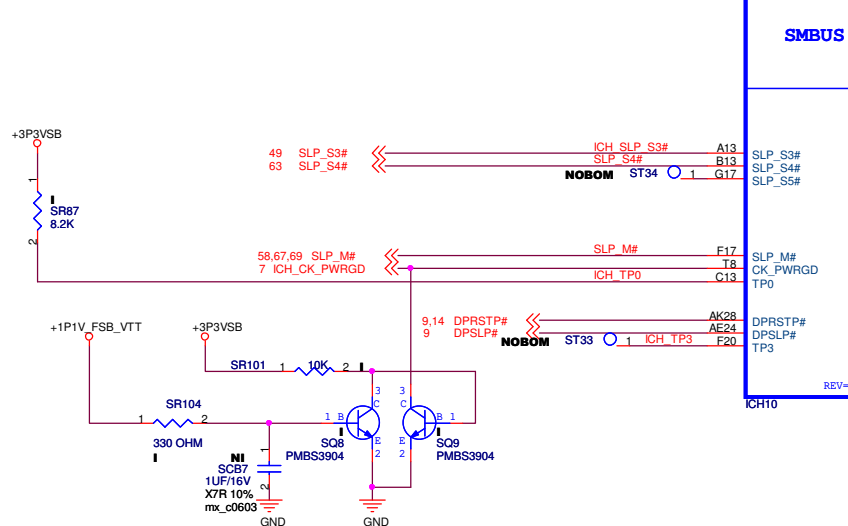 SMBUS
+3P3VSB
49 SLP_S3#
ICH_SLP_S3#
A13
SLP_S3#
63 SLP_S4#
SLP_S4#
B13
SLP_S4#
NOBOM
ST34
1
G17
SLP_S5#
1
I
SR87
8.2K
2
58,67,69 SLP_M#
SLP_M#
F17
SLP_M#
7 ICH_CK_PWRGD
T8
CK_PWRGD
ICH_TP0
C13
TP0
9,14 DPRSTP#
AK28
DPRSTP#
9 DPSLP#
AE24
DPSLP#
NOBOM
ST33
1
ICH_TP3
F20
TP3
+1P1V_FSB_VTT
+3P3VSB
SR101
1
10K
2
I
REV=
ICH10
3
C
3
C
SR104
1
2
330 OHM
I
1
B
B
1
E
2
E
2
I
SQ8
PMBS3904
I
SQ9
PMBS3904
1
NI
SCB7
1UF/16V
X7R 10%
mx_c0603
2
GND
GND